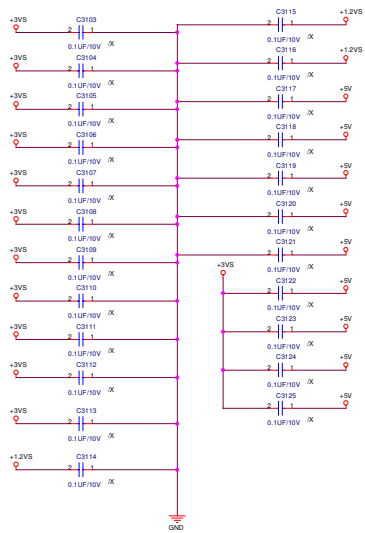 +3VS
C3103
2 1
0.1UF/10V /X
+3VS
C3104
2 1
0.1UF/10V /X
+3VS
C3105
2 1
0.1UF/10V /X
+3VS
C3106
2 1
0.1UF/10V /X
+3VS
C3107
2 1
0.1UF/10V /X
+3VS
C3108
2 1
0.1UF/10V /X
+3VS
C3109
2 1
0.1UF/10V /X
+3VS
C3110
2 1
0.1UF/10V /X
+3VS
C3111
2 1
0.1UF/10V /X
+3VS
C3112
2 1
0.1UF/10V /X
+3VS
C3113
2 1
0.1UF/10V /X
+1.2VS
C3114
2 1
0.1UF/10V /X
GND
C3115
+1.2VS
2 1
0.1UF/10V /X
C3116
+1.2VS
2 1
0.1UF/10V /X
C3117
+5V
2 1
0.1UF/10V /X
C3118
+5V
2 1
0.1UF/10V /X
C3119
+5V
2 1
0.1UF/10V /X
C3120
+5V
2 1
0.1UF/10V /X
C3121
+5V
2 1
0.1UF/10V /X
+3VS
C3122
+5V
2 1
0.1UF/10V /X
C3123
+5V
2 1
0.1UF/10V /X
C3124
+5V
2 1
0.1UF/10V /X
C3125
+5V
2 1
0.1UF/10V /X